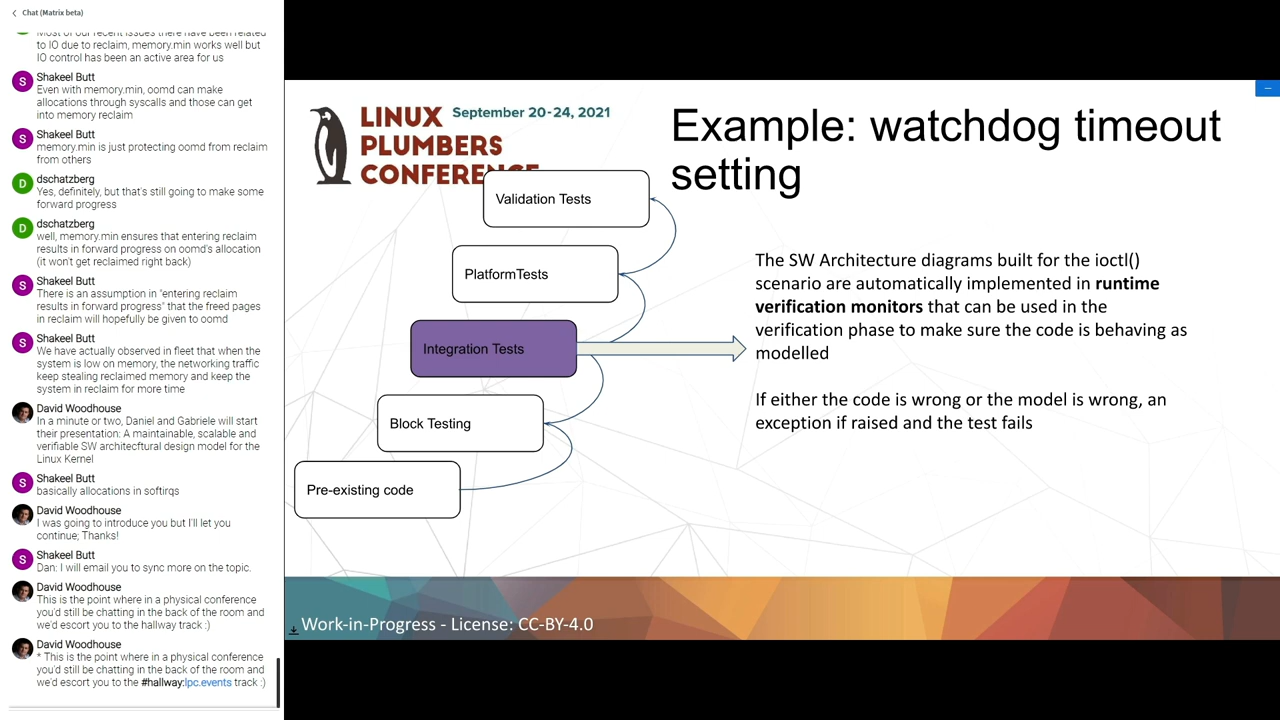 Chat (Matrix beta)
Most of our recent issues there have been related
to IO due to reclaim, memory.min works well but
IO control has been an active area for us
S
Shakeel Butt
Even with memory.min, oomd can make
allocations through syscalls and those can get
into memory reclaim
S
Shakeel Butt
memory.min is just protecting oomd from reclaim
from others
D
dschatzberg
Yes, definitely, but that's still going to make some
forward progress
D
dschatzberg
well, memory.min ensures that entering reclaim
results in forward progress on oomd's allocation
(it won't get reclaimed right back)
S
Shakeel Butt
There is an assumption in "entering reclaim
results in forward progress" that the freed pages
in reclaim will hopefully be given to oomd
S
Shakeel Butt
We have actually observed in fleet that when the
system is low on memory, the networking traffic
keep stealing reclaimed memory and keep the
system in reclaim for more time
David Woodhouse
In a minute or two, Daniel and Gabriele will start
their presentation: A maintainable, scalable and
verifiable SW architecftural design model for the
Linux Kernel
S
Shakeel Butt
basically allocations in softirqs
David Woodhouse
I was going to introduce you but I'll let you
continue; Thanks!
S
Shakeel Butt
Dan: I will email you to sync more on the topic.
David Woodhouse
This is the point where in a physical conference
you'd still be chatting in the back of the room and
we'd escort you to the hallway track :)
David Woodhouse
* This is the point where in a physical conference
you'd still be chatting in the back of the room and
we'd escort you to the #hallway:lpc.events track :)
LINUX September 20-24, 2021
PLUMBERS
CONFERENCE
Example: watchdog timeout
setting
Validation Tests
PlatformTests
Integration Tests
Block Testing
Pre-existing code
The SW Architecture diagrams built for the ioctl()
scenario are automatically implemented in runtime
verification monitors that can be used in the
verification phase to make sure the code is behaving as
modelled
If either the code is wrong or the model is wrong, an
exception if raised and the test fails
Work-in-Progress - License: CC-BY-4.0